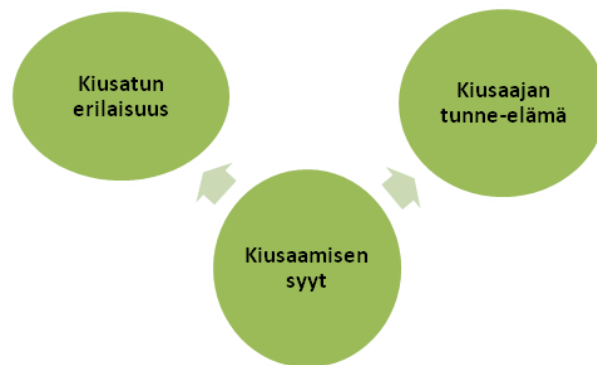 Kiusatun
erilaisuus
Kiusaajan
tunne-elämä
Kiusaamisen
syyt